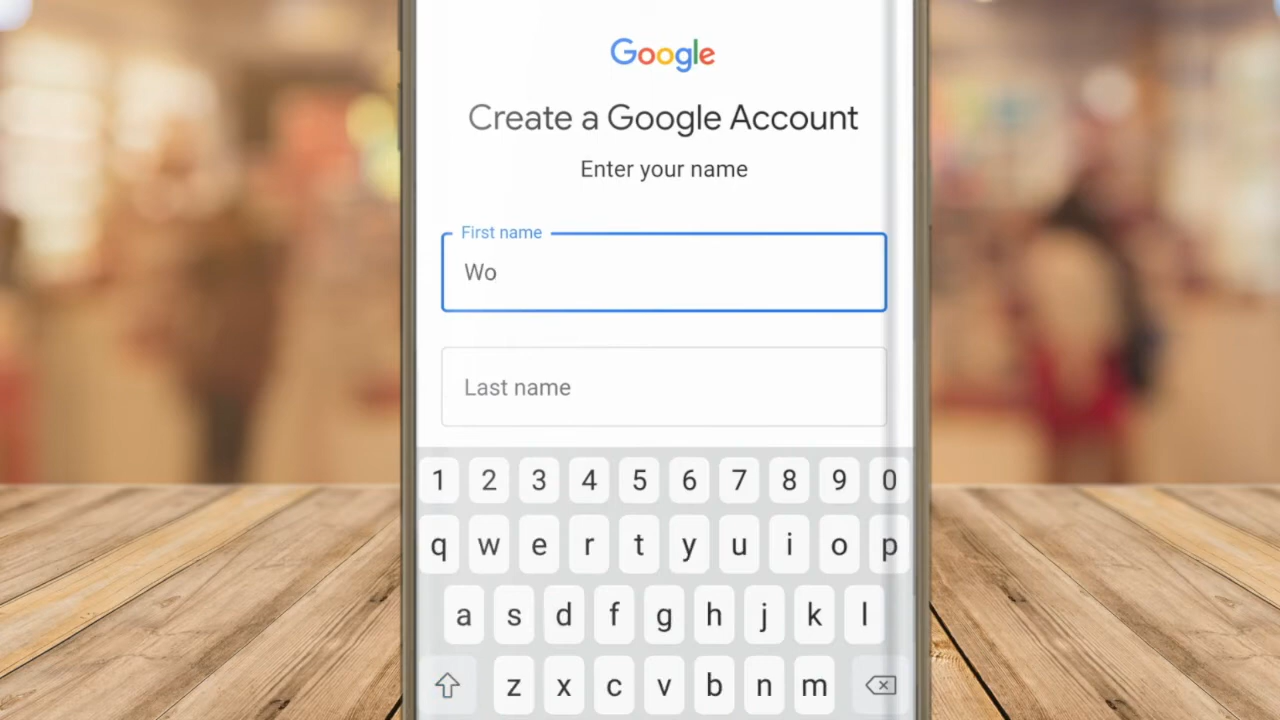 Google
Create a Google Account
Enter your name
First name
Wo
Last name
1 2 3 4 5 6 7 8 9 0
q w e r t y u i o p
a s d f g h j k l
z x c v b n m